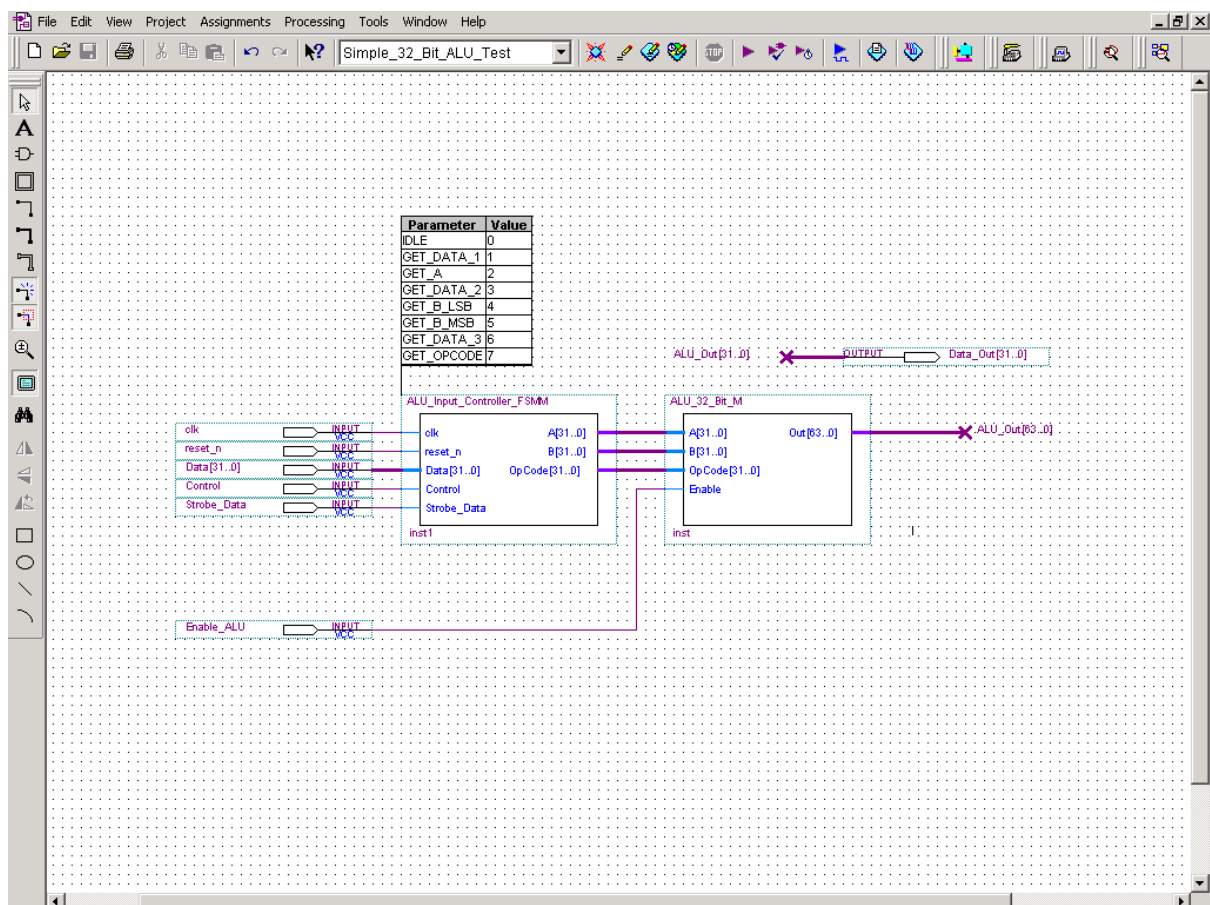 File Edit View Project Assignments Processing Tools Window Help
Simple_32_Bit_ALU_Test
STOP
A
Parameter Value
IDLE 0
GET_DATA_1 1
GET_A 2
GET_DATA_2 3
GET_B_LSB 4
GET_B_MSB 5
GET_DATA_3 6
GET_OPCODE 7
ALU_Out[31..0] OUTPUT Data_Out[31..0]
ALU_Input_Controller_FSMM
ALU_32_Bit_M
clk INPUT VCC
reset_n INPUT VCC
Data[31..0] INPUT VCC
Control INPUT VCC
Strobe_Data INPUT VCC
clk A[31..0]
reset_n B[31..0]
Data[31..0] OpCode[31..0]
Control
Strobe_Data
inst1
A[31..0] Out[63..0]
B[31..0]
OpCode[31..0]
Enable
inst
ALU_Out[63..0]
Enable_ALU INPUT VCC